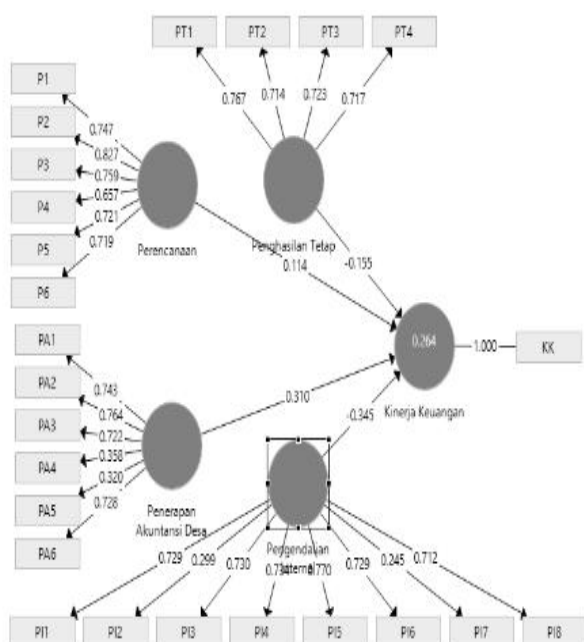 PT1 PT2 PT3 PT4
0.767 0.714 0.723 0.717
P1
P2
P3
P4
P5
P6
0.747
0.827
0.759
0.657
0.721
0.719
Perencanaan
Penghasilan Tetap
0.114
-0.155
0.264
1.000
KK
Kinerja Keuangan
0.310
-0.345
PA1
PA2
PA3
PA4
PA5
PA6
0.743
0.764
0.722
0.358
0.320
0.728
Penerapan
Akuntansi Desa
Pengendalian
Internal
0.729 0.299 0.730 0.734 0.770 0.729 0.245 0.712
PI1 PI2 PI3 PI4 PI5 PI6 PI7 PI8